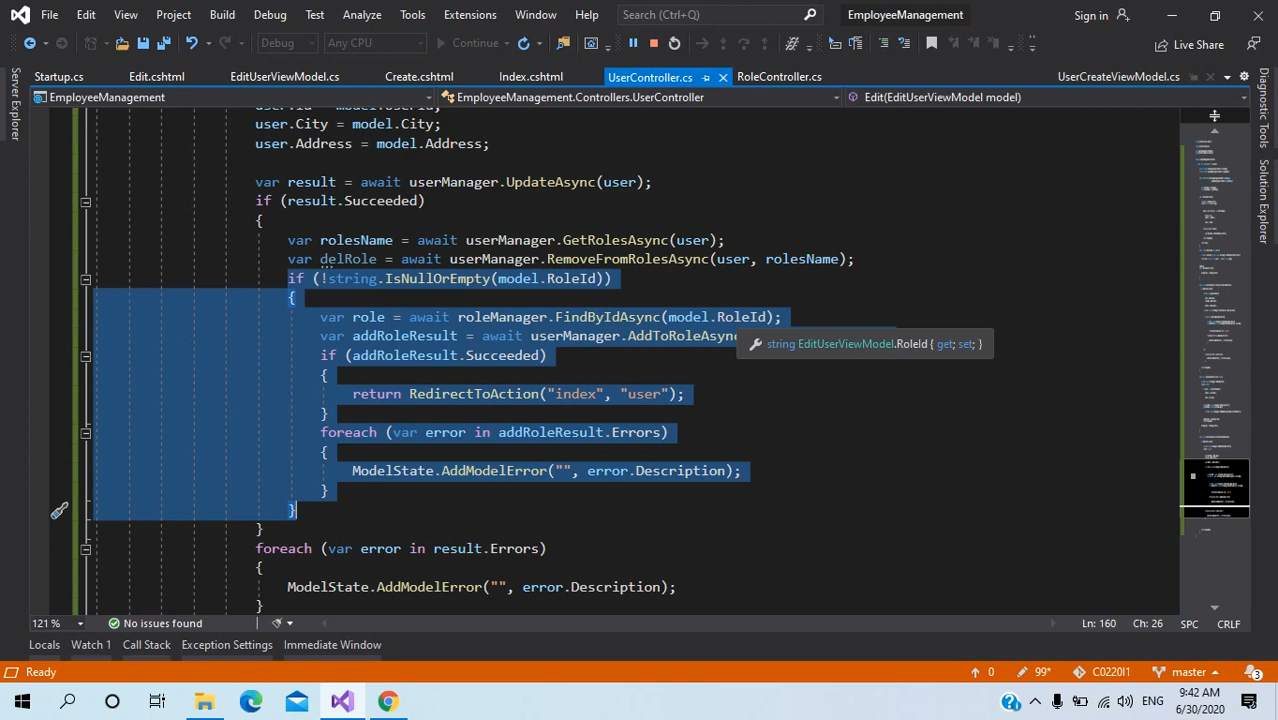 File Edit View Project Build Debug Test Analyze Tools Extensions Window Help Search (Ctrl+Q) EmployeeManagement Sign in
Debug Any CPU Continue Live Share
Startup.cs Edit.cshtml EditUserViewModel.cs Create.cshtml Index.cshtml UserController.cs RoleController.cs UserCreateViewModel.cs
EmployeeManagement EmployeeManagement.Controllers.UserController Edit(EditUserViewModel model)
Server Explorer
Diagnostic Tools
Solution Explorer
user.City = model.City;
user.Address = model.Address;
var result = await userManager.UpdateAsync(user);
if (result.Succeeded)
{
var rolesName = await userManager.GetRolesAsync(user);
var = await userManager.RemoveFromRolesAsync(user, rolesName);
if (!string.IsNullOrEmpty(model.RoleId))
{
role = await roleManager.FindByIdAsync(model.RoleId);
var addRoleResult = await userManager.AddToRoleAsync
string EditUserViewModel.RoleId { get; set; }
if (addRoleResult.Succeeded)
{
return RedirectToAction("index", "user");
}
foreach (var error in addRoleResult.Errors)
ModelState.AddModelError("", error.Description);
}
}
}
foreach (var error in result.Errors)
{
ModelState.AddModelError("", error.Description);
}
121 % No issues found Ln: 160 Ch: 26 SPC CRLF
Locals Watch 1 Call Stack Exception Settings Immediate Window
Ready 0 99* C0220I1 master 3
ENG 9:42 AM
6/30/2020